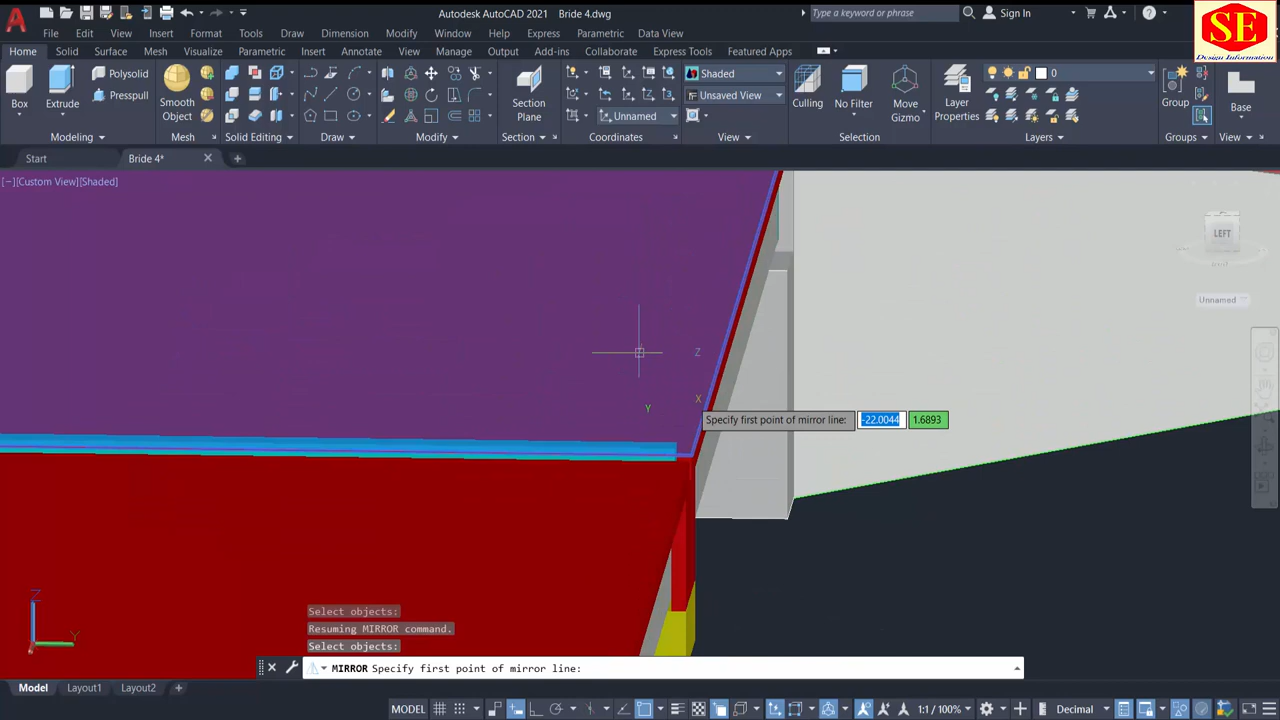 Autodesk AutoCAD 2021 Bride 4.dwg
Type a keyword or phrase
Sign In
SE
Design Information
File Edit View Insert Format Tools Draw Dimension Modify Window Help Express Parametric Data View
Home Solid Surface Mesh Visualize Parametric Insert Annotate View Manage Output Add-ins Collaborate Express Tools Featured Apps
Box
Extrude
Polysolid
Presspull
Smooth
Object
Section
Plane
Unnamed
Shaded
Unsaved View
Culling
No Filter
Move
Gizmo
Layer
Properties
0
Group
Base
Modeling
Mesh
Solid Editing
Draw
Modify
Section
Coordinates
View
Selection
Layers
Groups
View
Start
Bride 4*
[−][Custom View][Shaded]
LEFT
Unnamed
Z
X
Y
Specify first point of mirror line: -22.0044 1.6893
Z
Y
Select objects:
Resuming MIRROR command.
Select objects:
MIRROR Specify first point of mirror line:
Model Layout1 Layout2
MODEL
1:1 / 100%
Decimal